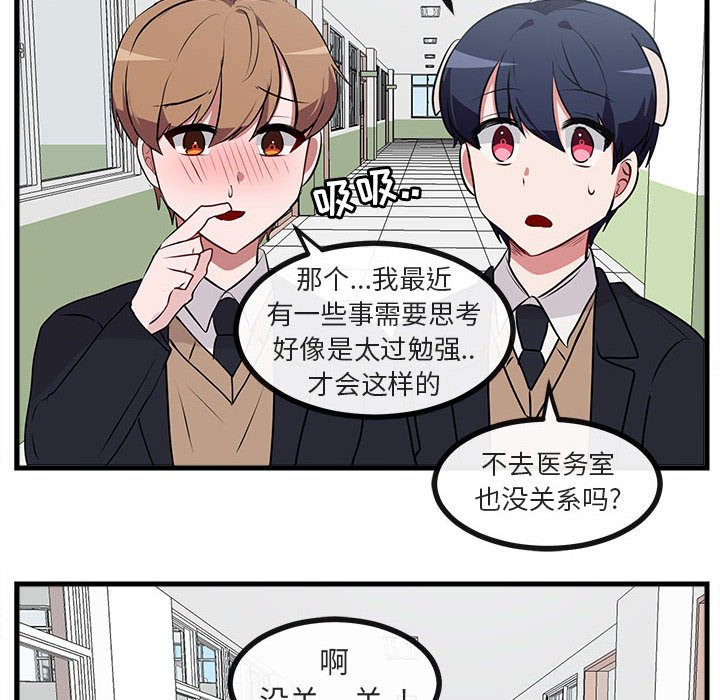 吸吸..
那个...我最近
有一些事需要思考
好像是太过勉强..
才会这样的
不去医务室
也没关系吗?
啊